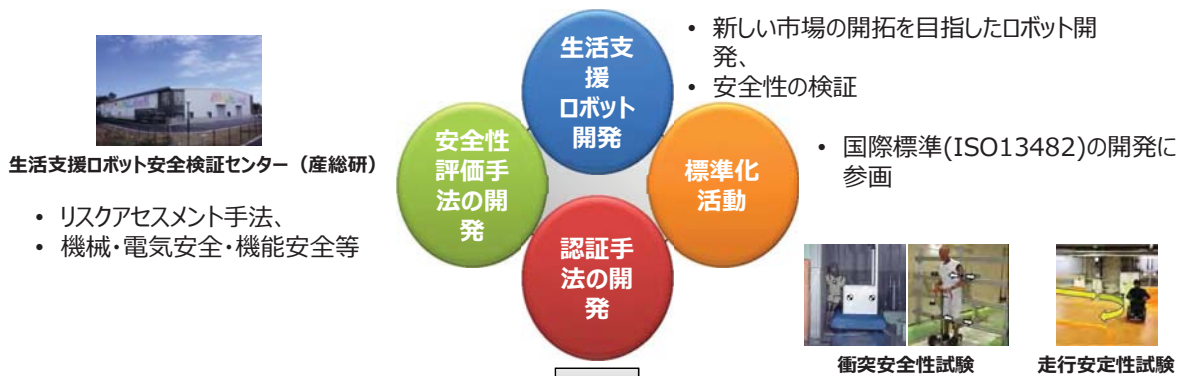 生活支
援
ロボット
開発
• 新しい市場の開拓を目指したロボット開
発、
• 安全性の検証
生活支援ロボット安全検証センター（産総研）
• リスクアセスメント手法、
• 機械・電気安全・機能安全等
安全性
評価手
法の開
発
標準化
活動
• 国際標準(ISO13482)の開発に
参画
認証手
法の開
発
衝突安全性試験
走行安定性試験